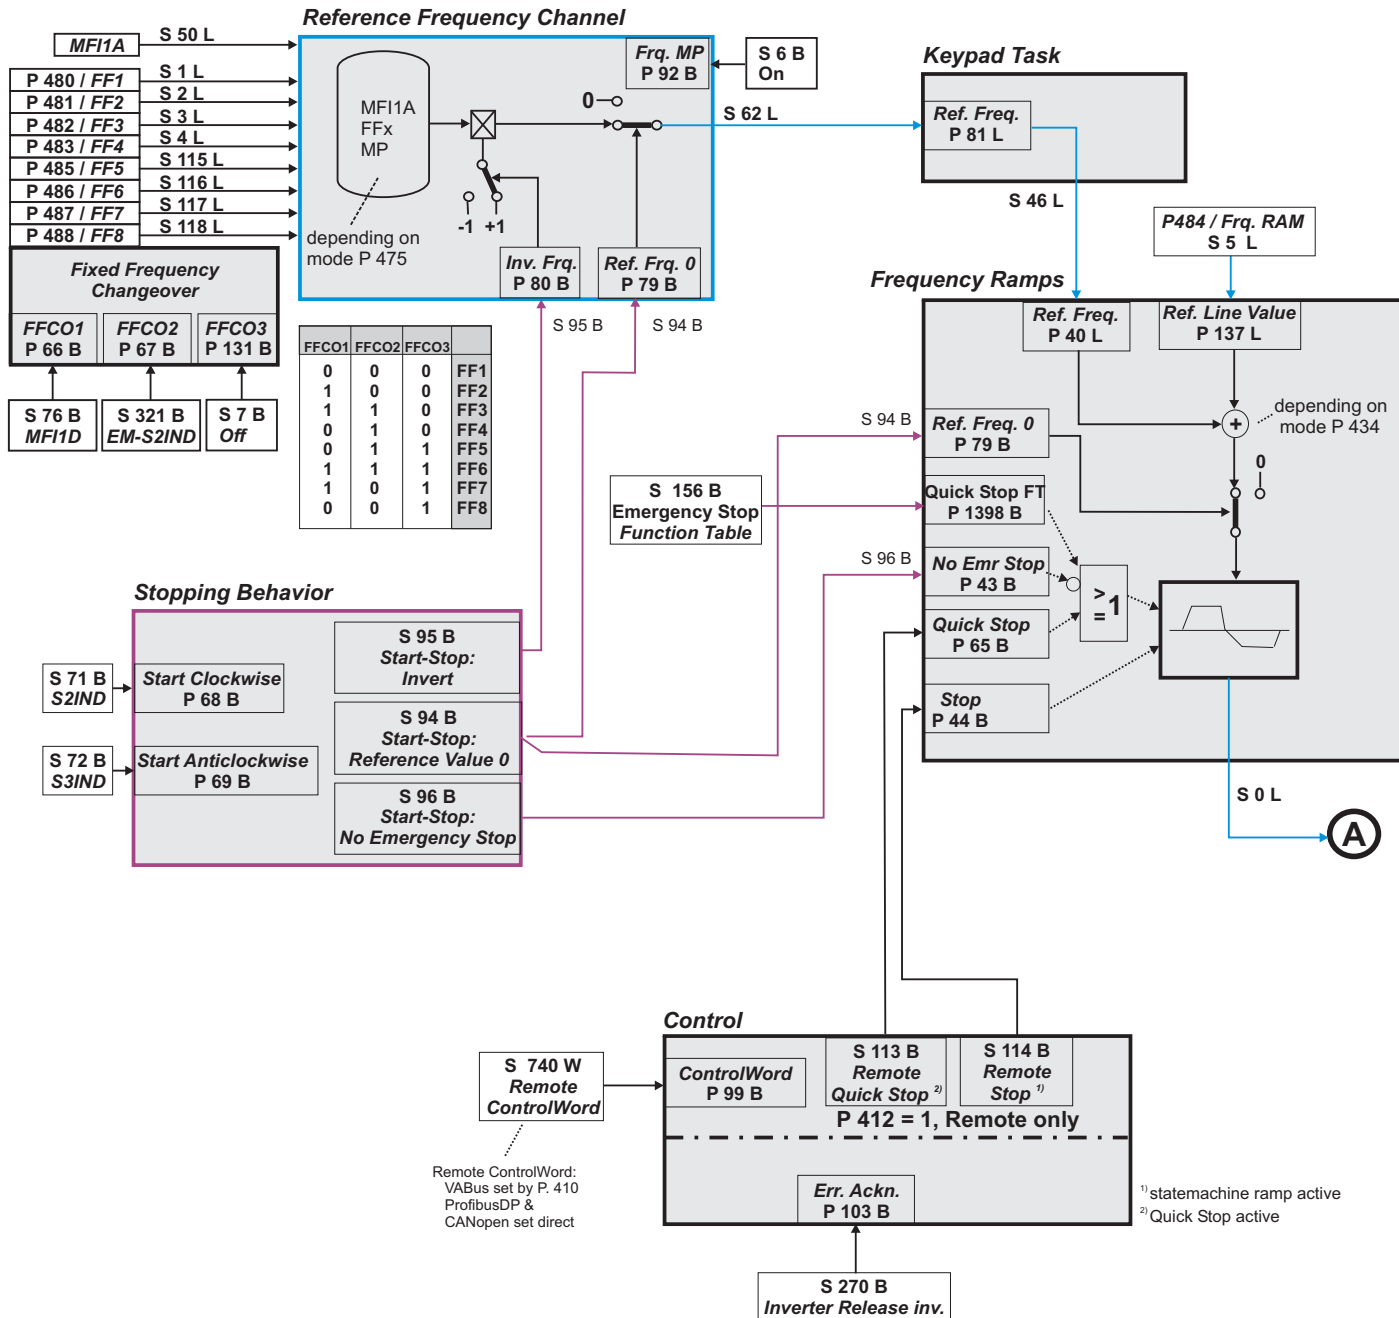 Reference Frequency Channel
MFI1A
S 50 L
P 480 / FF1
S 1 L
P 481 / FF2
S 2 L
P 482 / FF3
S 3 L
P 483 / FF4
S 4 L
P 485 / FF5
S 115 L
P 486 / FF6
S 116 L
P 487 / FF7
S 117 L
P 488 / FF8
S 118 L
MFI1A
FFx
MP
depending on
mode P 475
-1 +1
0
Frq. MP
P 92 B
S 6 B
On
S 62 L
Inv. Frq.
P 80 B
Ref. Frq. 0
P 79 B
S 95 B
S 94 B
Keypad Task
Ref. Freq.
P 81 L
S 46 L
P484 / Frq. RAM
S 5 L
Fixed Frequency
Changeover
FFCO1
P 66 B
FFCO2
P 67 B
FFCO3
P 131 B
S 76 B
MFI1D
S 321 B
EM-S2IND
S 7 B
Off
FFCO1 FFCO2 FFCO3
0 0 0 FF1
1 0 0 FF2
1 1 0 FF3
0 1 0 FF4
0 1 1 FF5
1 1 1 FF6
1 0 1 FF7
0 0 1 FF8
Frequency Ramps
Ref. Freq.
P 40 L
Ref. Line Value
P 137 L
+
depending on
mode P 434
0
S 94 B
Ref. Freq. 0
P 79 B
S 156 B
Emergency Stop
Function Table
Quick Stop FT
P 1398 B
S 96 B
No Emr Stop
P 43 B
Quick Stop
P 65 B
Stop
P 44 B
>
= 1
S 0 L
A
Stopping Behavior
S 71 B
S2IND
Start Clockwise
P 68 B
S 72 B
S3IND
Start Anticlockwise
P 69 B
S 95 B
Start-Stop:
Invert
S 94 B
Start-Stop:
Reference Value 0
S 96 B
Start-Stop:
No Emergency Stop
Control
S 740 W
Remote
ControlWord
ControlWord
P 99 B
S 113 B
Remote
Quick Stop 2)
S 114 B
Remote
Stop 1)
P 412 = 1, Remote only
Remote ControlWord:
VABus set by P. 410
ProfibusDP &
CANopen set direct
Err. Ackn.
P 103 B
1) statemachine ramp active
2) Quick Stop active
S 270 B
Inverter Release inv.